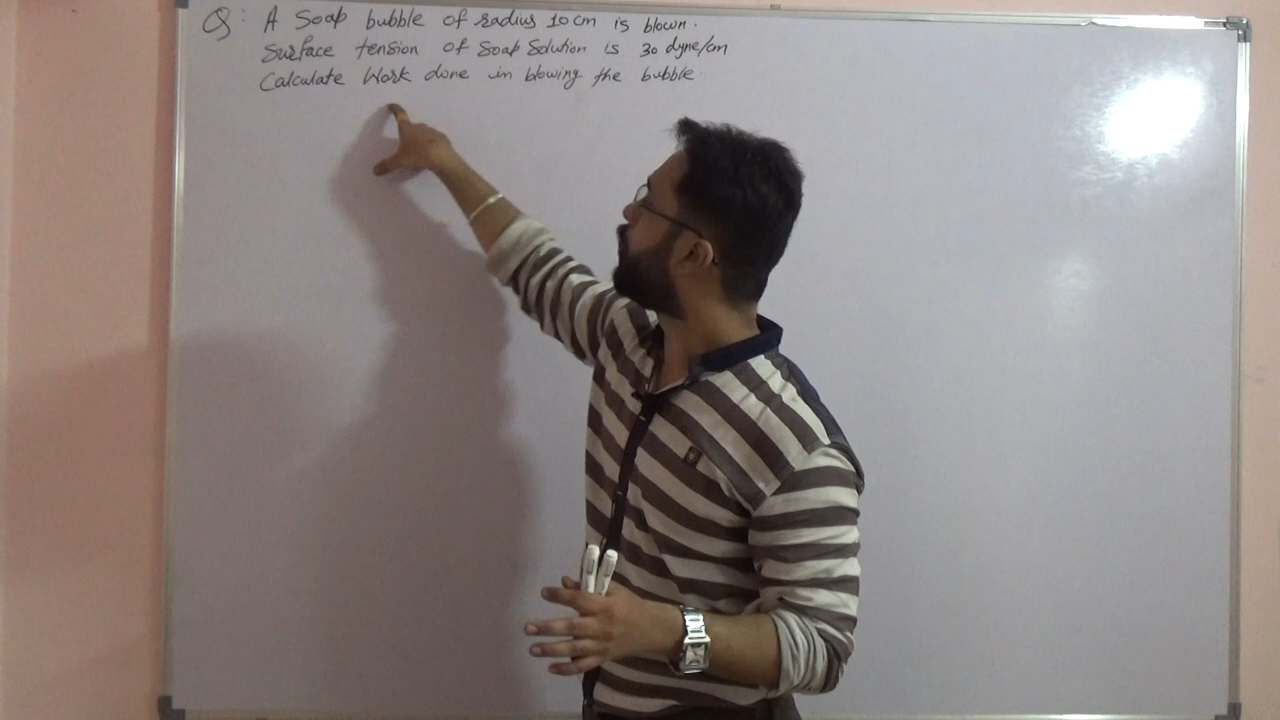 Q: A Soap bubble of radius 10 cm is blown.
Surface tension of Soap Solution is 30 dyne/cm
Calculate Work done in blowing the bubble